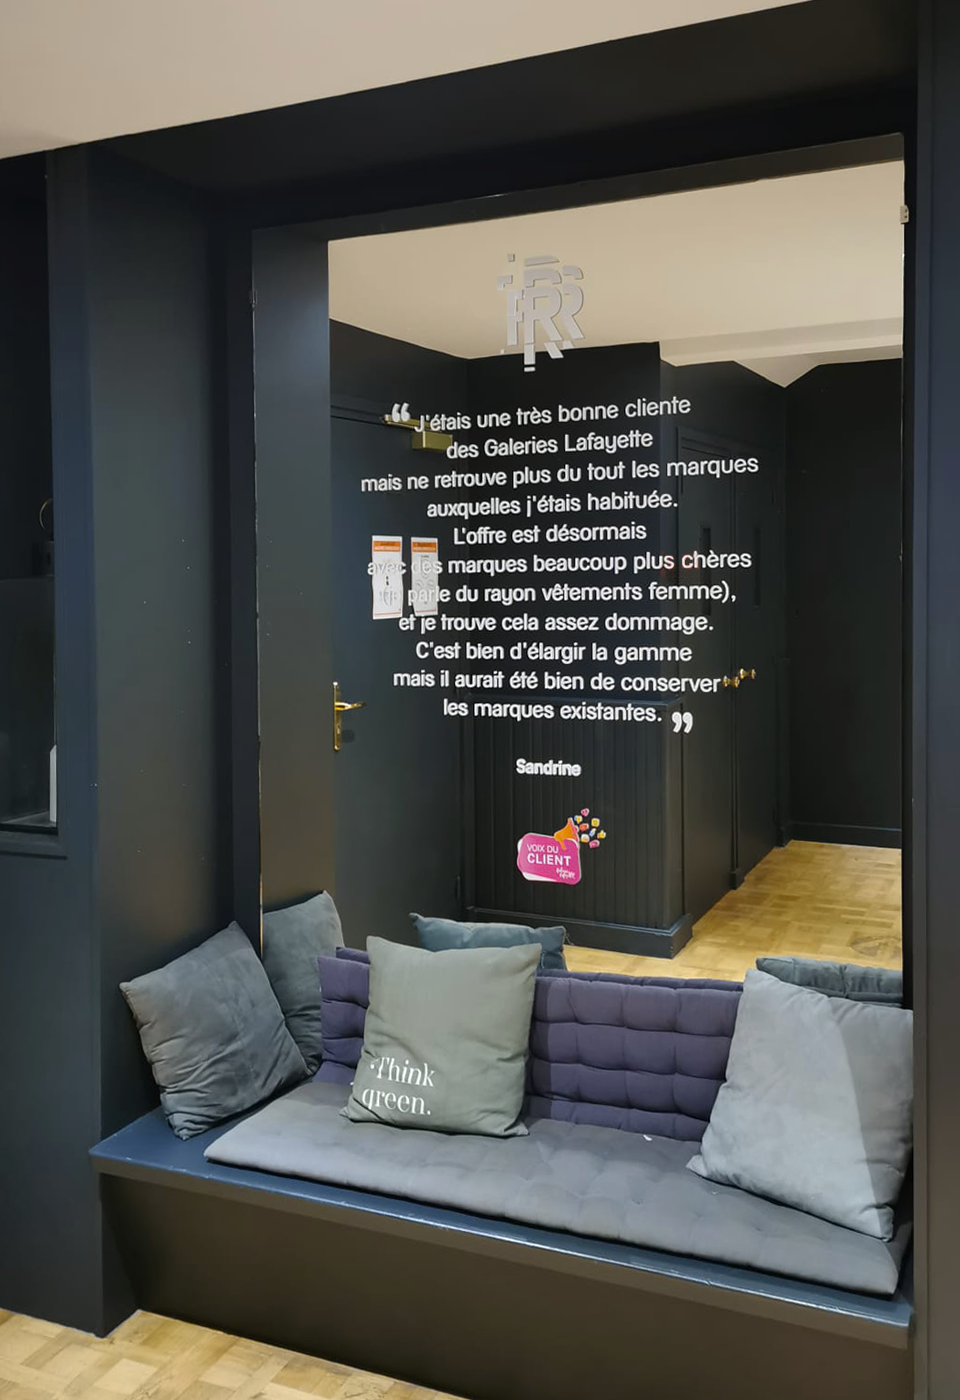 RRR
“ J'étais une très bonne cliente
des Galeries Lafayette
mais ne retrouve plus du tout les marques
auxquelles j'étais habituée.
L'offre est désormais
avec des marques beaucoup plus chères
(je parle du rayon vêtements femme),
et je trouve cela assez dommage.
C'est bien d'élargir la gamme
mais il aurait été bien de conserver
les marques existantes. ”
Sandrine
VOIX DU
CLIENT
Think
green.